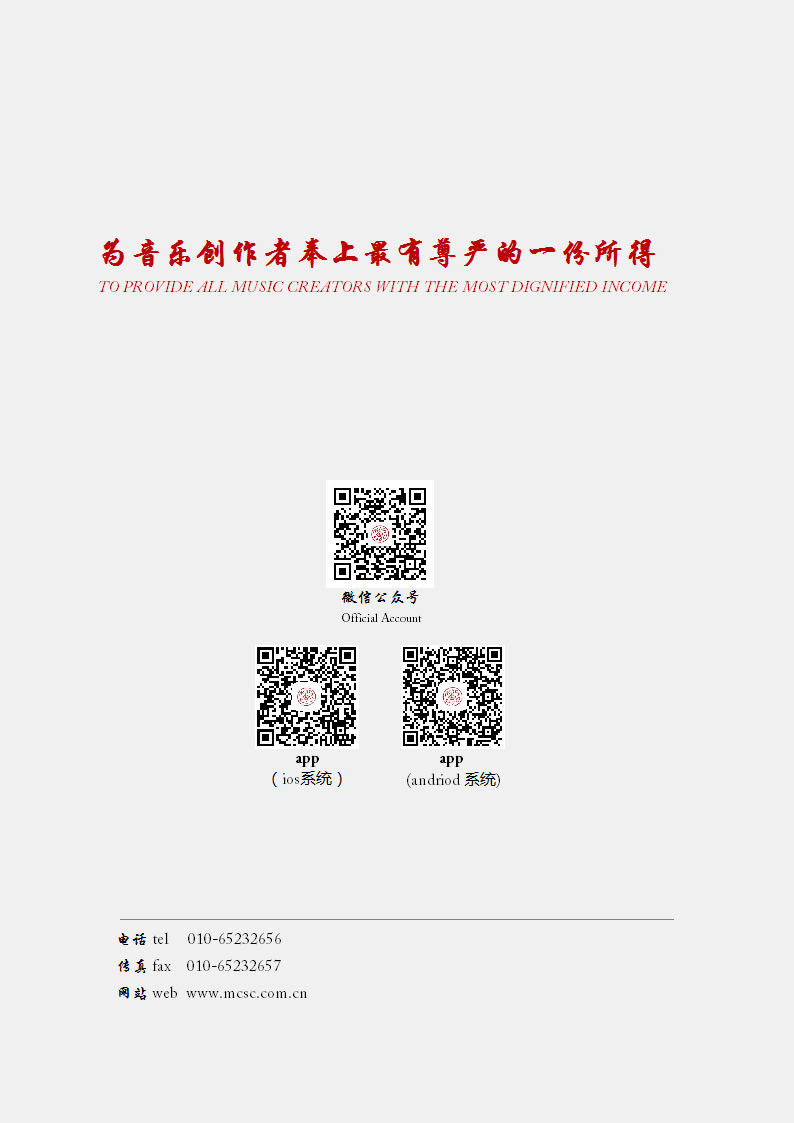 为音乐创作者奉上最有尊严的一份所得
TO PROVIDE ALL MUSIC CREATORS WITH THE MOST DIGNIFIED INCOME
微信公众号
Official Account
app app
（ios系统） (andriod 系统)
电话 tel 010-65232656
传真 fax 010-65232657
网站 web www.mcsc.com.cn